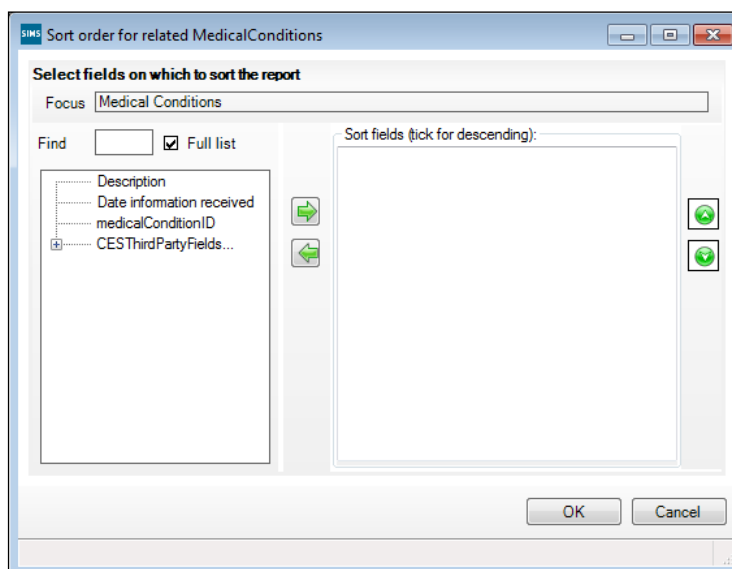 SIMS Sort order for related MedicalConditions
Select fields on which to sort the report
Focus Medical Conditions
Find Full list
Sort fields (tick for descending):
Description
Date information received
medicalConditionID
CESThirdPartyFields...
OK Cancel